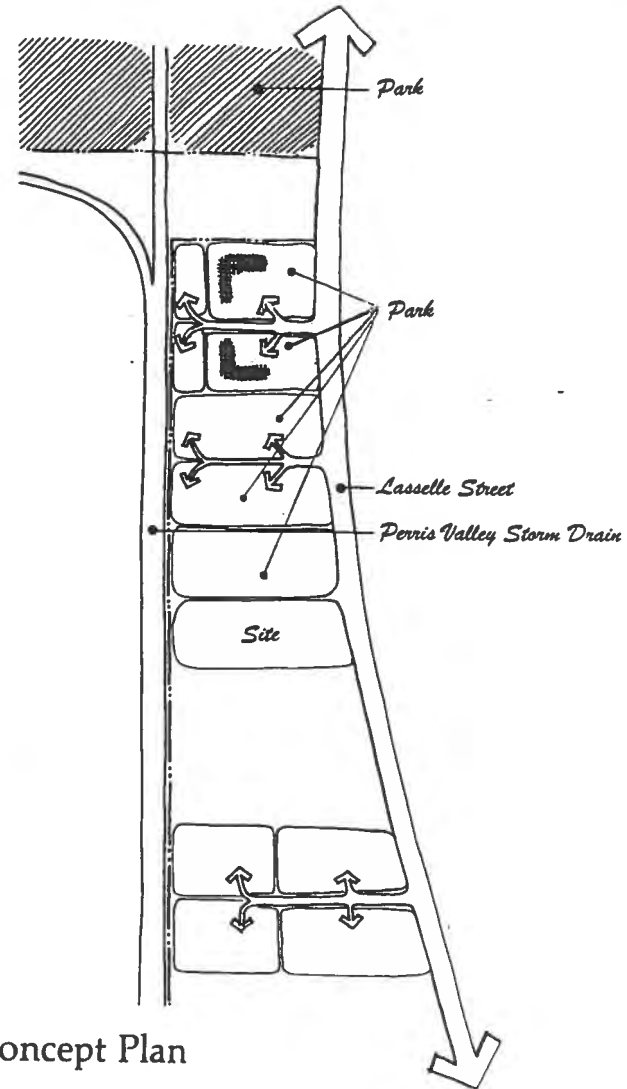 Park
Park
Lasselle Street
Perris Valley Storm Drain
Site
oncept Plan